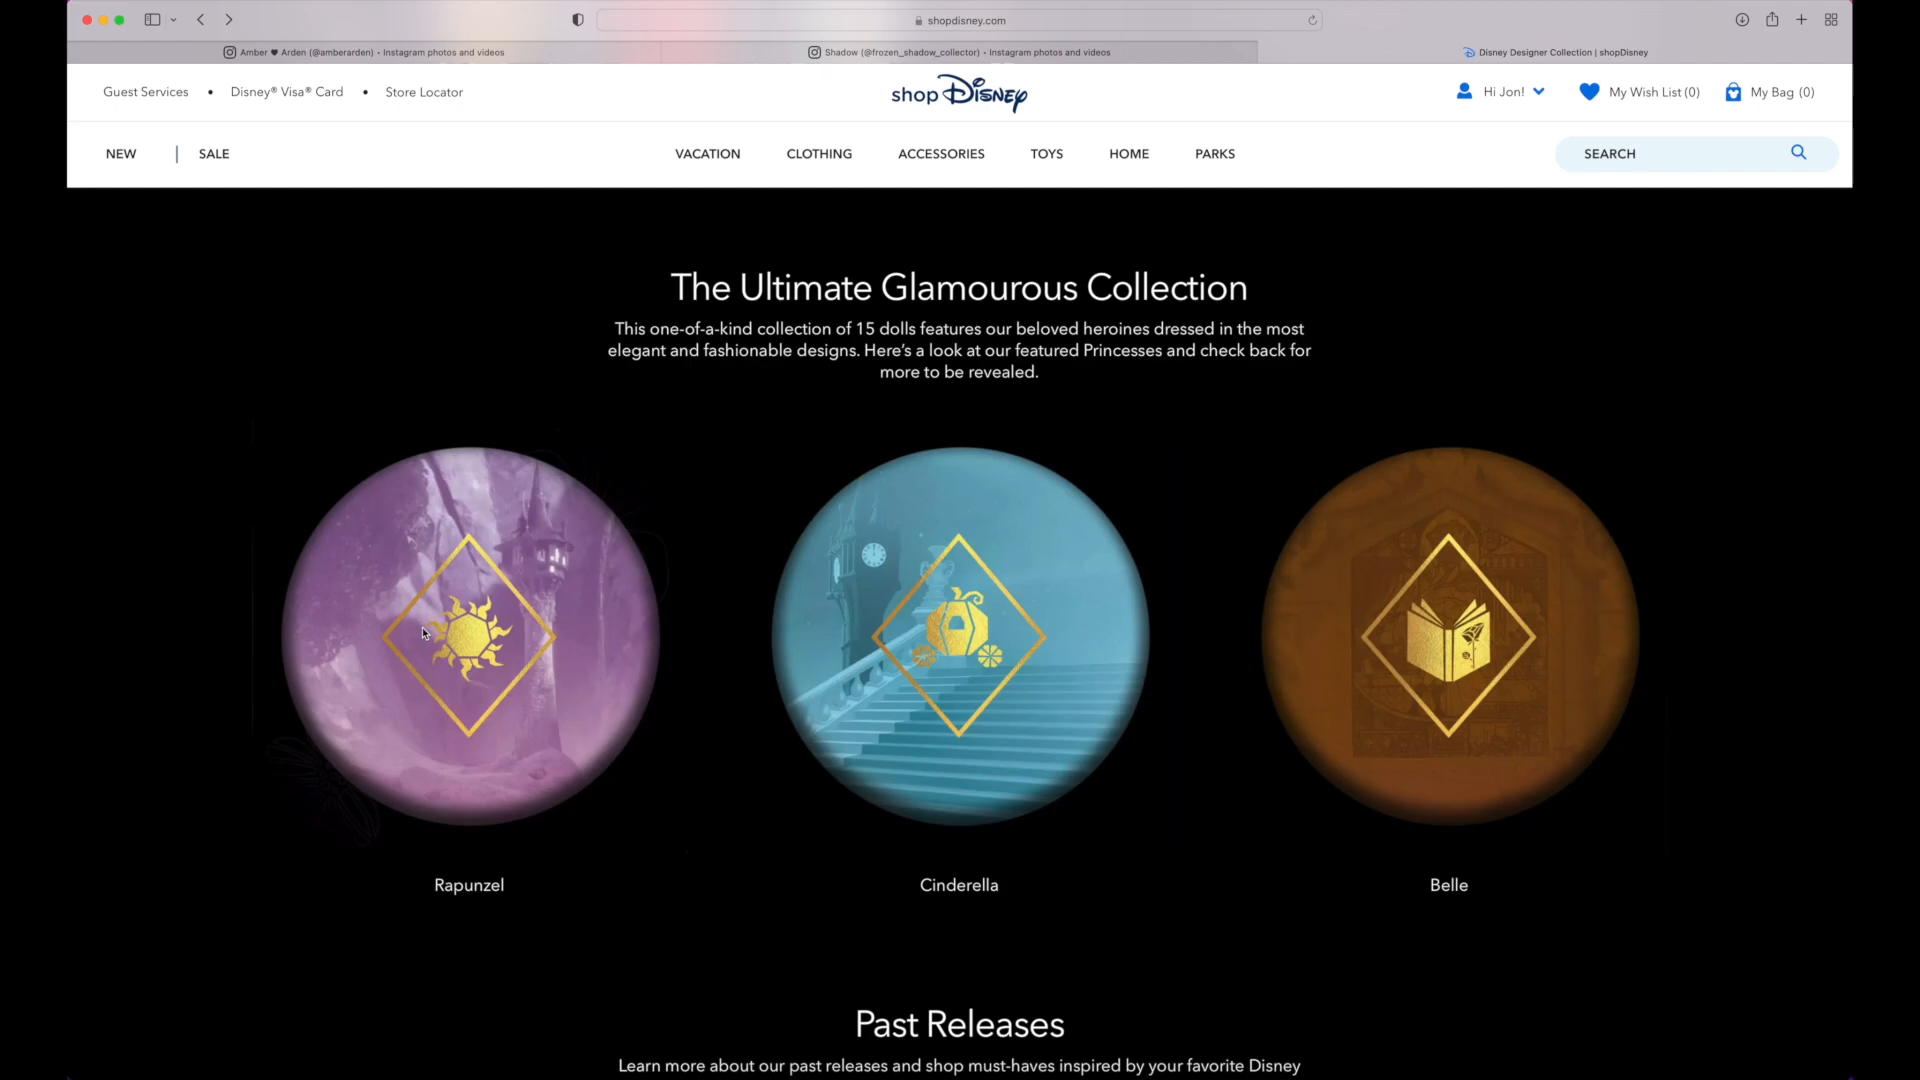 shopdisney.com
Amber ♥ Arden (@amberarden) • Instagram photos and videos
Shadow (@frozen_shadow_collector) • Instagram photos and videos
Disney Designer Collection | shopDisney
Guest Services • Disney® Visa® Card • Store Locator
shop Disney
Hi Jon!
My Wish List (0)
My Bag (0)
NEW | SALE
VACATION CLOTHING ACCESSORIES TOYS HOME PARKS
SEARCH
The Ultimate Glamourous Collection
This one-of-a-kind collection of 15 dolls features our beloved heroines dressed in the most
elegant and fashionable designs. Here’s a look at our featured Princesses and check back for
more to be revealed.
Rapunzel
Cinderella
Belle
Past Releases
Learn more about our past releases and shop must-haves inspired by your favorite Disney